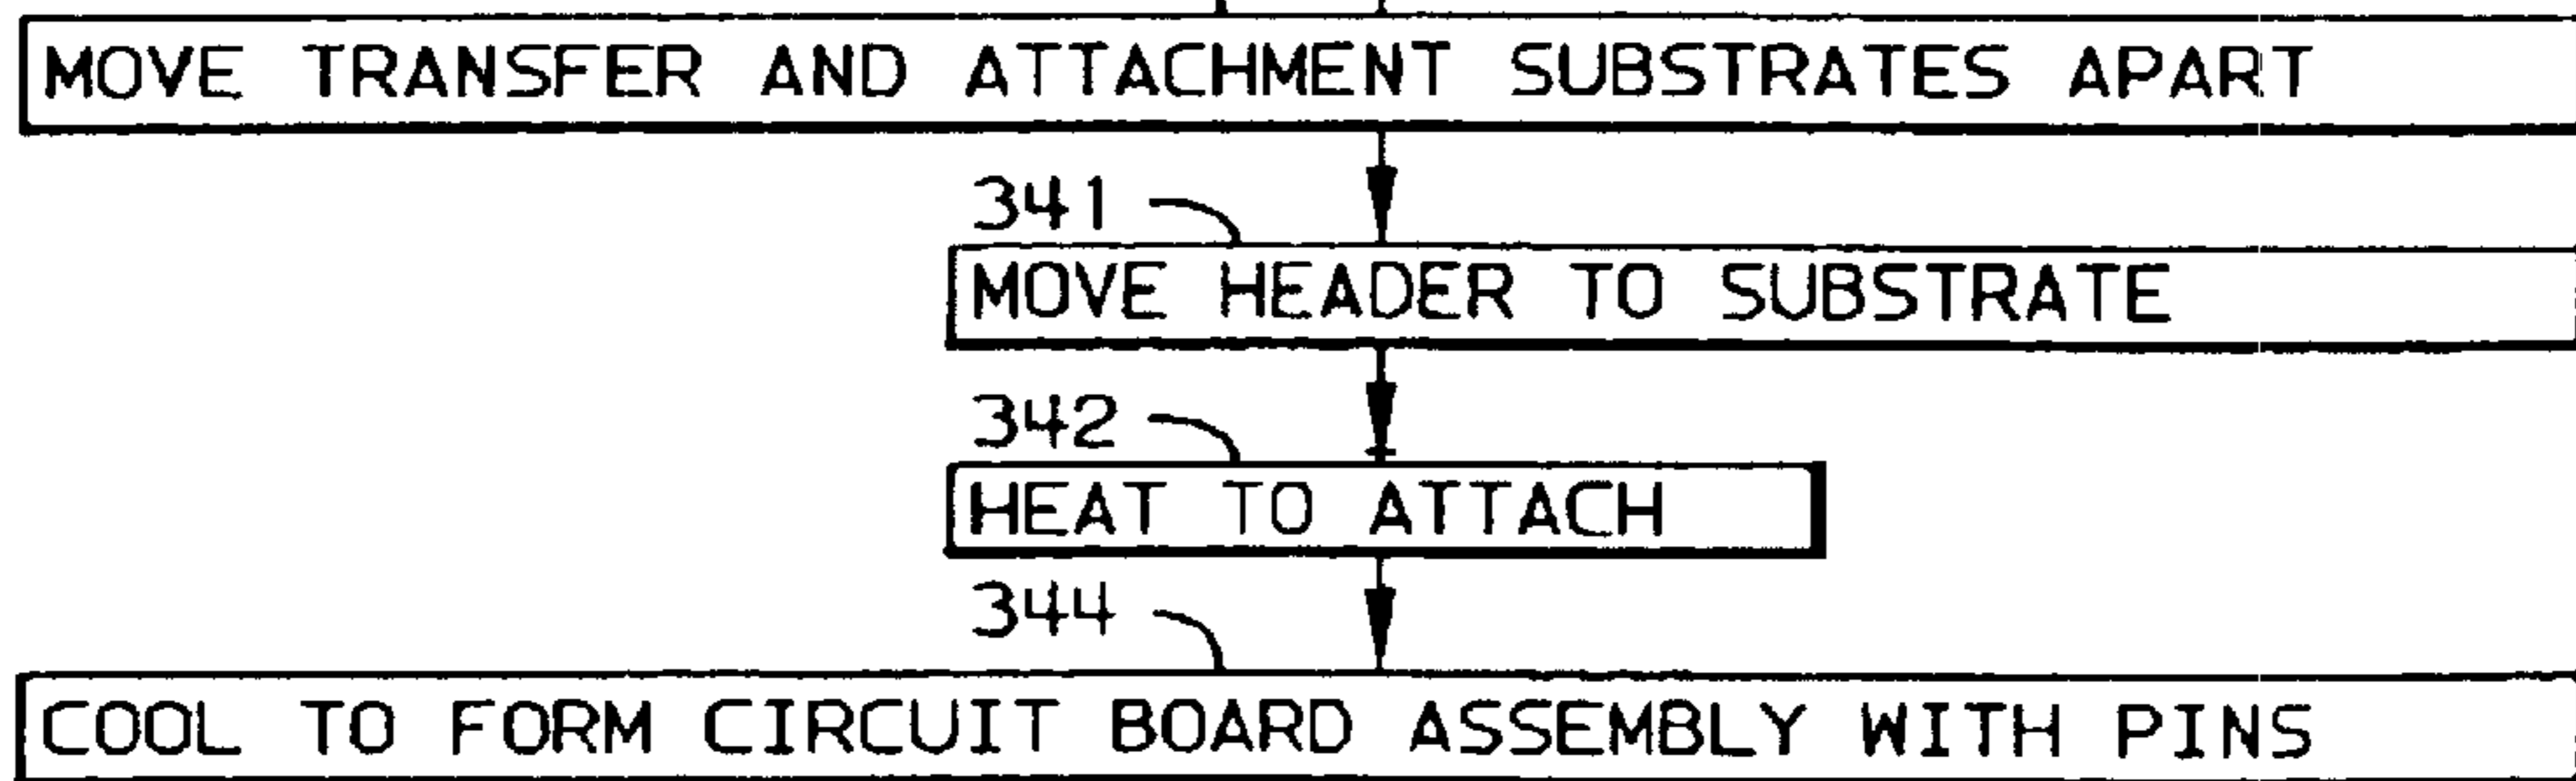 MOVE TRANSFER AND ATTACHMENT SUBSTRATES APART
341
MOVE HEADER TO SUBSTRATE
342
HEAT TO ATTACH
344
COOL TO FORM CIRCUIT BOARD ASSEMBLY WITH PINS